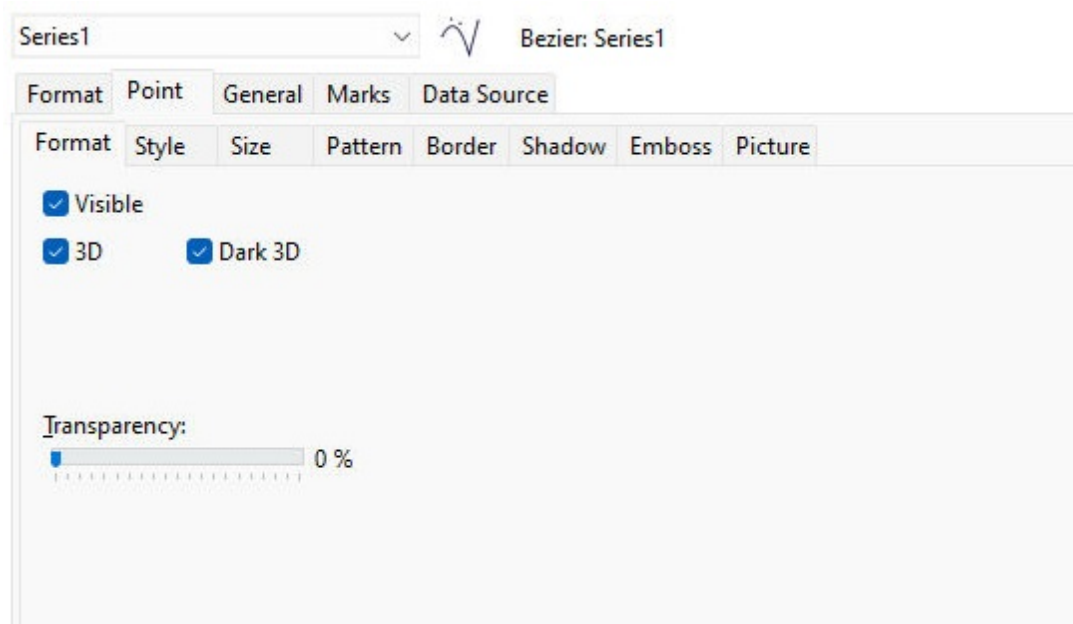 Series1 Bezier: Series1
Format Point General Marks Data Source
Format Style Size Pattern Border Shadow Emboss Picture
Visible
3D Dark 3D
Transparency:
0 %